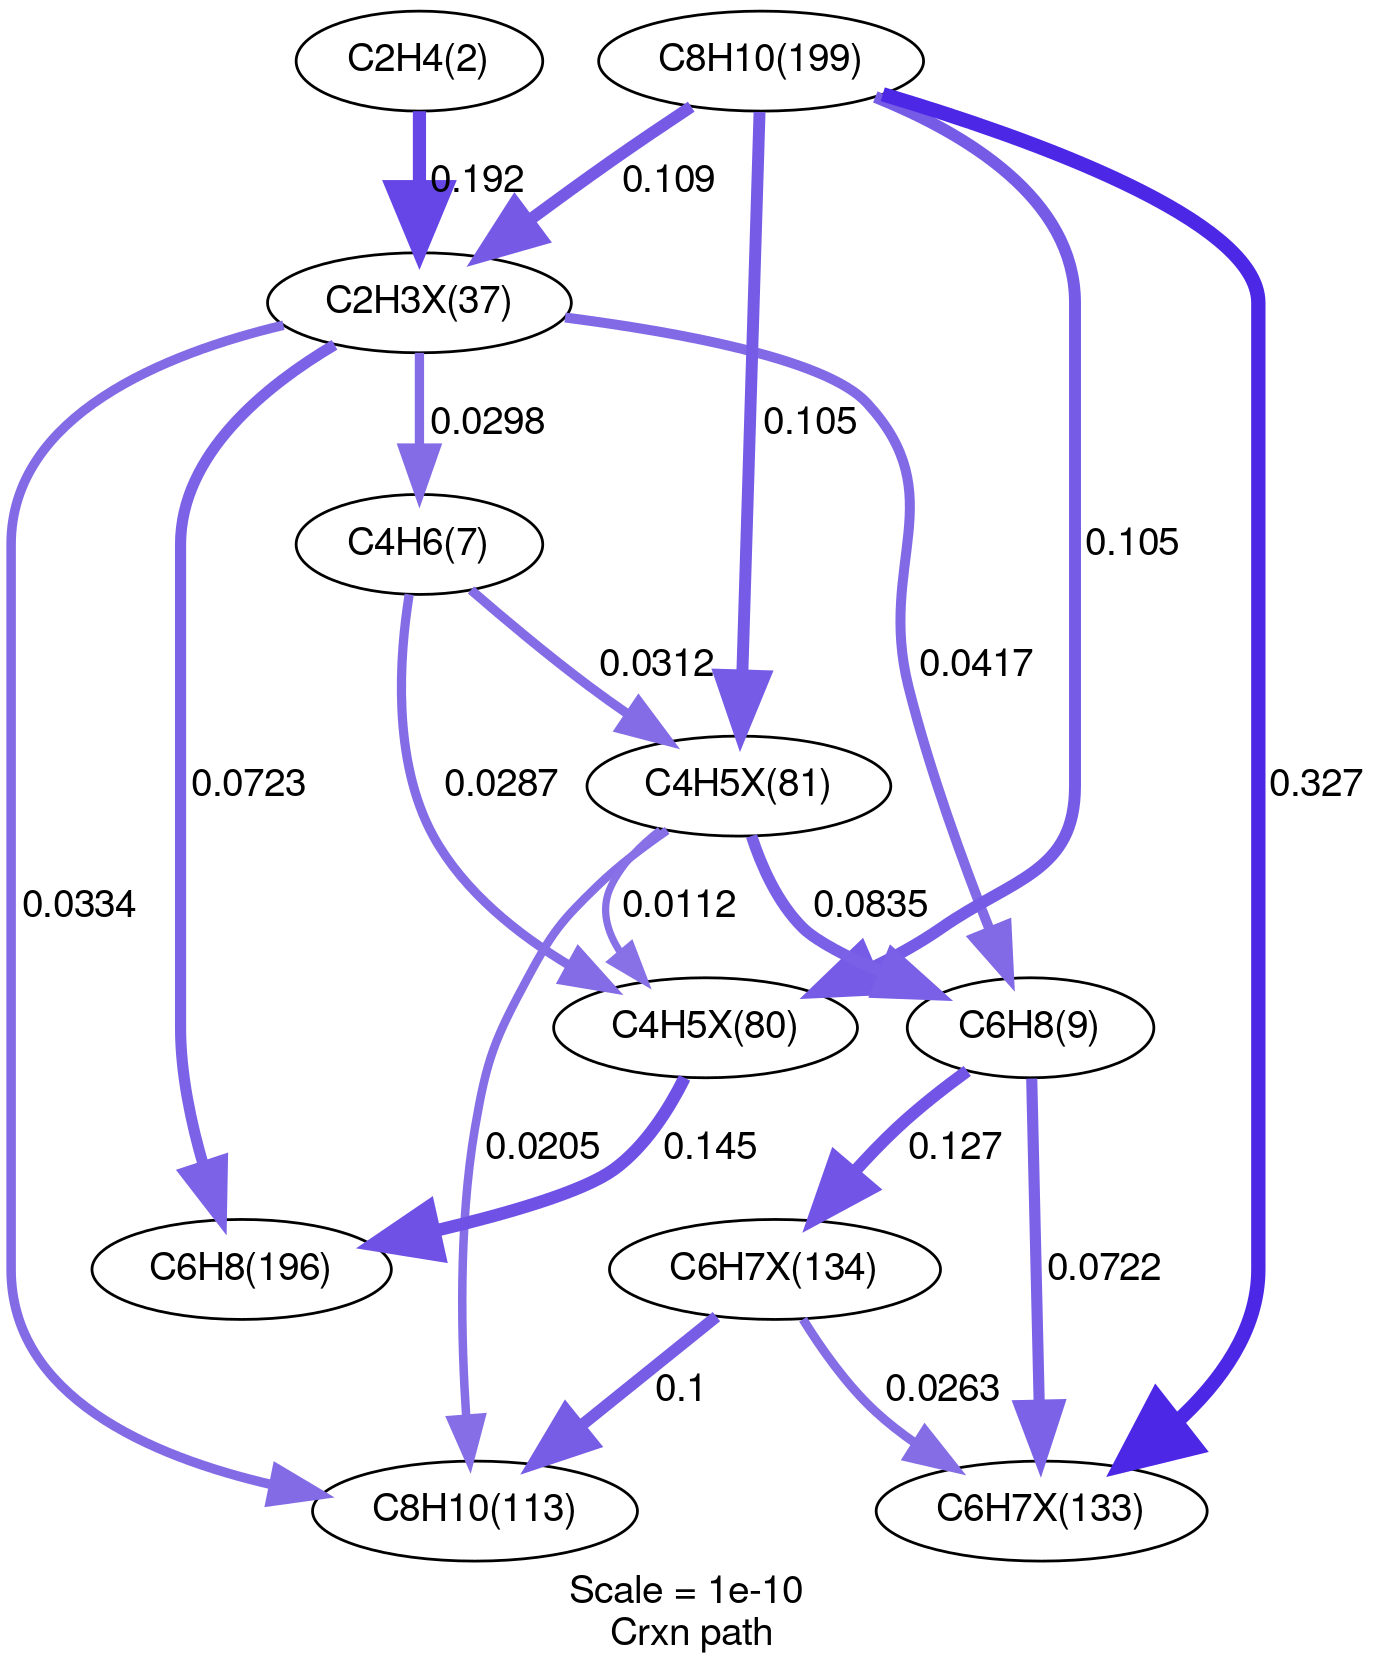 C2H4(2)
C8H10(199)
0.192
0.109
C2H3X(37)
0.0298
0.105
C4H6(7)
0.105
0.0312
0.0417
0.0723
0.0287
C4H5X(81)
0.327
0.0334
0.0112
0.0835
C4H5X(80)
C6H8(9)
0.0205
0.145
0.127
C6H8(196)
C6H7X(134)
0.0722
0.1
0.0263
C8H10(113)
C6H7X(133)
Scale = 1e-10
Crxn path